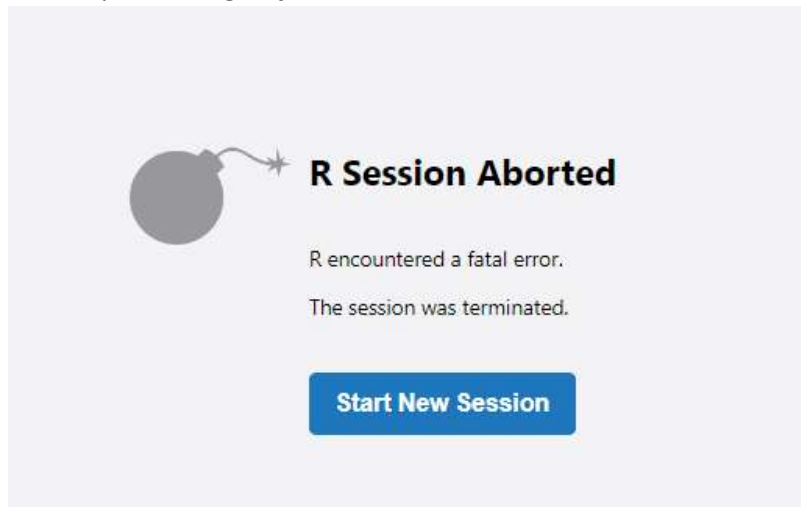 R Session Aborted
R encountered a fatal error.
The session was terminated.
Start New Session